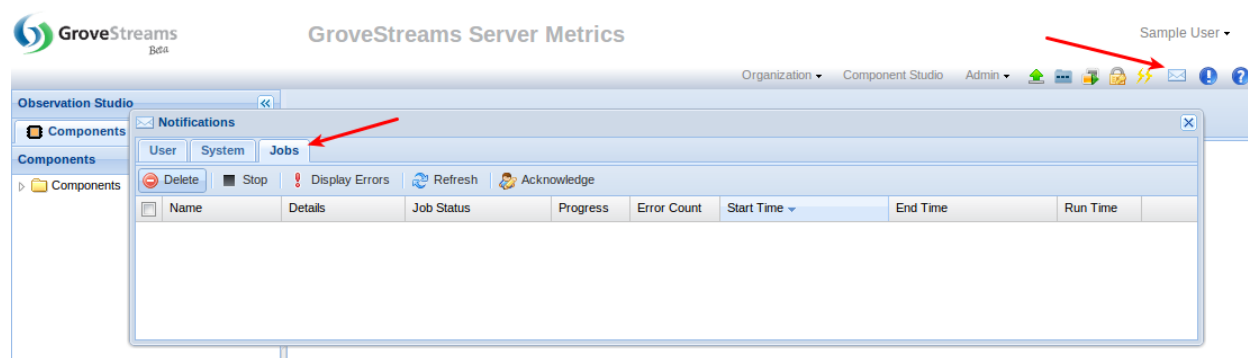 GroveStreams
Beta
GroveStreams Server Metrics
Sample User
Organization Component Studio Admin
Observation Studio
Components
Components
Components
Notifications
User System Jobs
Delete Stop Display Errors Refresh Acknowledge
Name Details Job Status Progress Error Count Start Time End Time Run Time